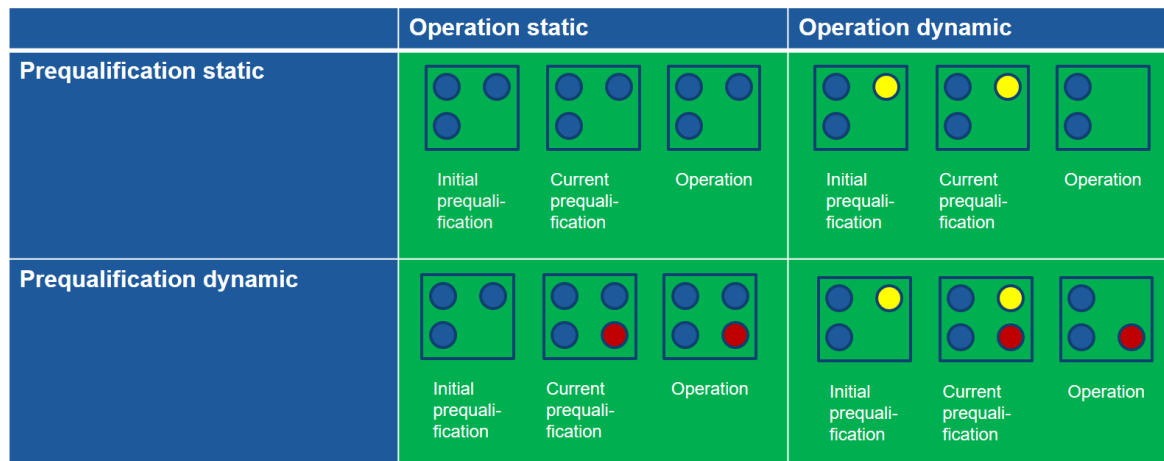 Operation static
Operation dynamic
Prequalification static
Initial
prequali-
fication
Current
prequali-
fication
Operation
Initial
prequali-
fication
Current
prequali-
fication
Operation
Prequalification dynamic
Initial
prequali-
fication
Current
prequali-
fication
Operation
Initial
prequali-
fication
Current
prequali-
fication
Operation